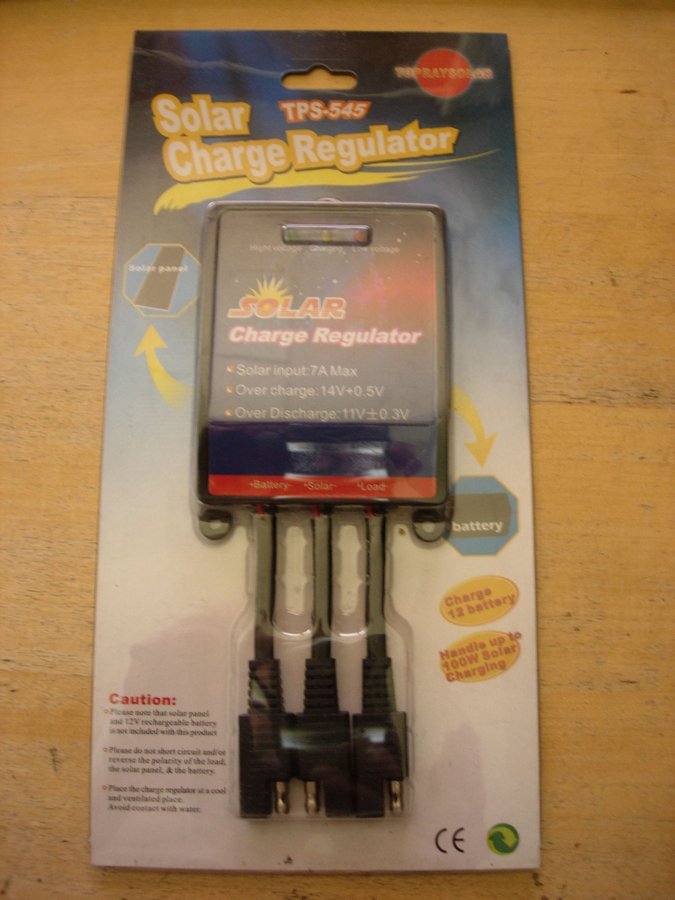 TOPRAYSOLAR
TPS-545
Solar
Charge Regulator
Hight voltage Charging Low voltage
Solar panel
SOLAR
Charge Regulator
Solar input:7A Max
Over charge:14V+0.5V
Over Discharge:11V±0.3V
+Battery- +Solar- +Load-
battery
Charge
12 battery
Handle up to
100W Solar
Charging
Caution:
Please note that solar panel
and 12V rechargeable battery
is not included with this product
Please do not short circuit and/or
reverse the polarity of the load,
the solar panel, & the battery.
Place the charge regulator at a cool
and ventilated place.
Avoid contact with water.
CE